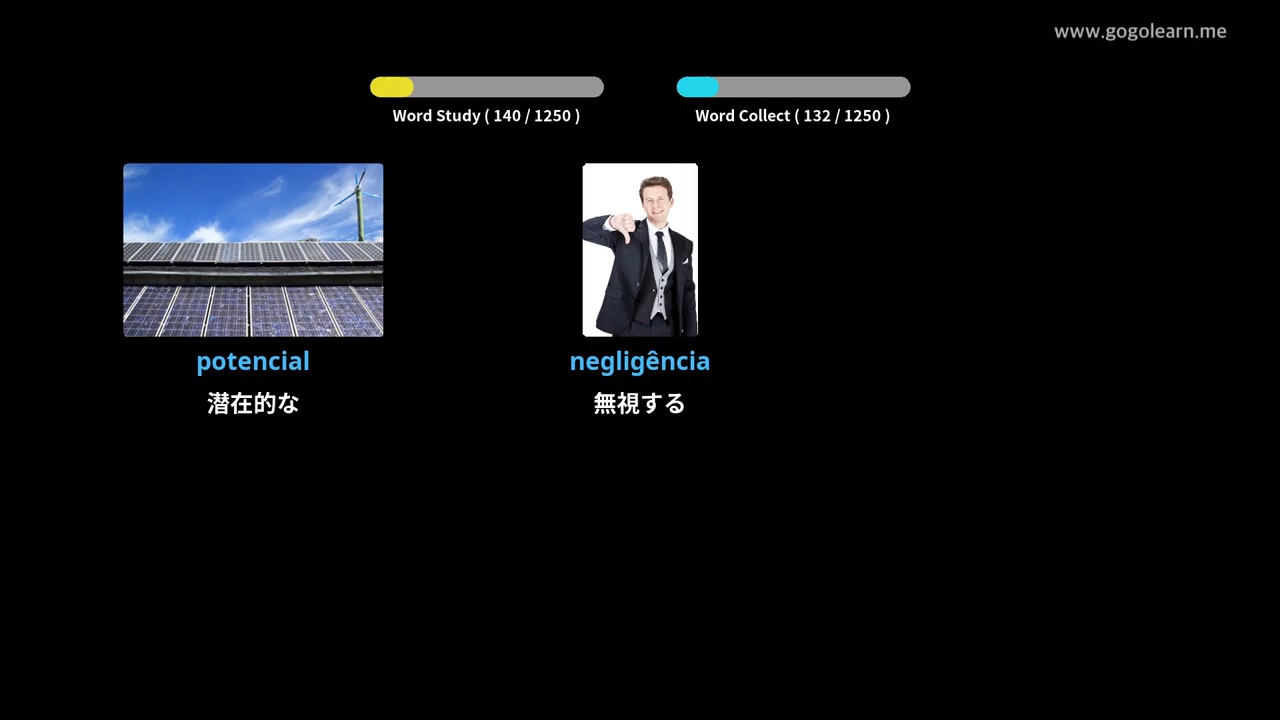 www.gogolearn.me
Word Study ( 140 / 1250 )
Word Collect ( 132 / 1250 )
potencial
潜在的な
negligência
無視する